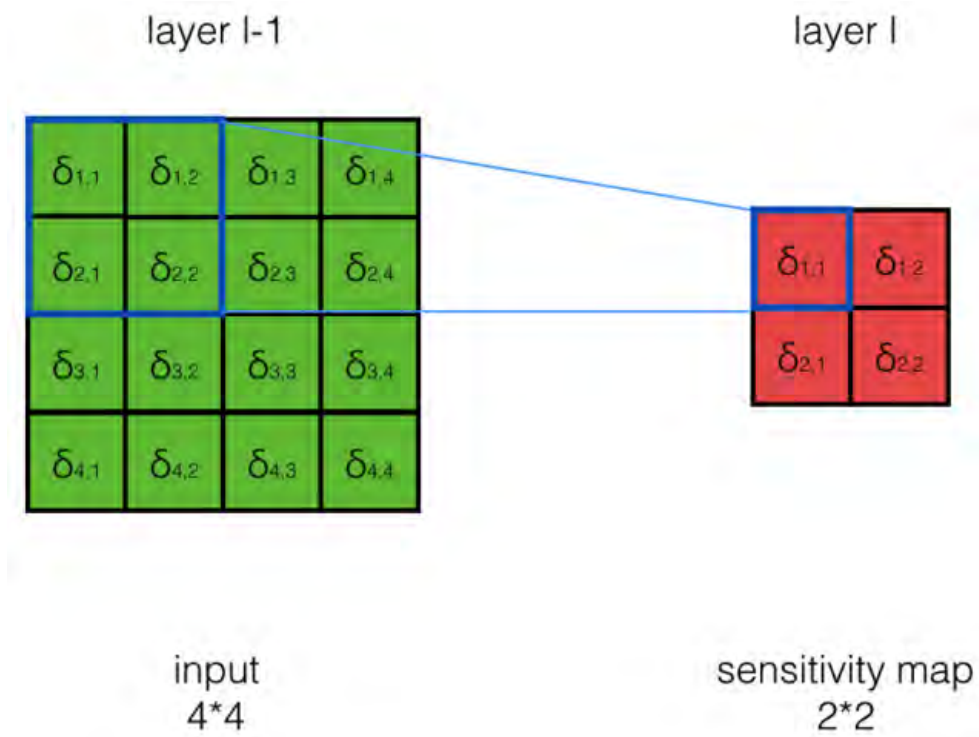 layer l-1
layer l
δ1,1 δ1,2 δ1,3 δ1,4
δ2,1 δ2,2 δ2,3 δ2,4
δ3,1 δ3,2 δ3,3 δ3,4
δ4,1 δ4,2 δ4,3 δ4,4
δ1,1 δ1,2
δ2,1 δ2,2
input
4*4
sensitivity map
2*2